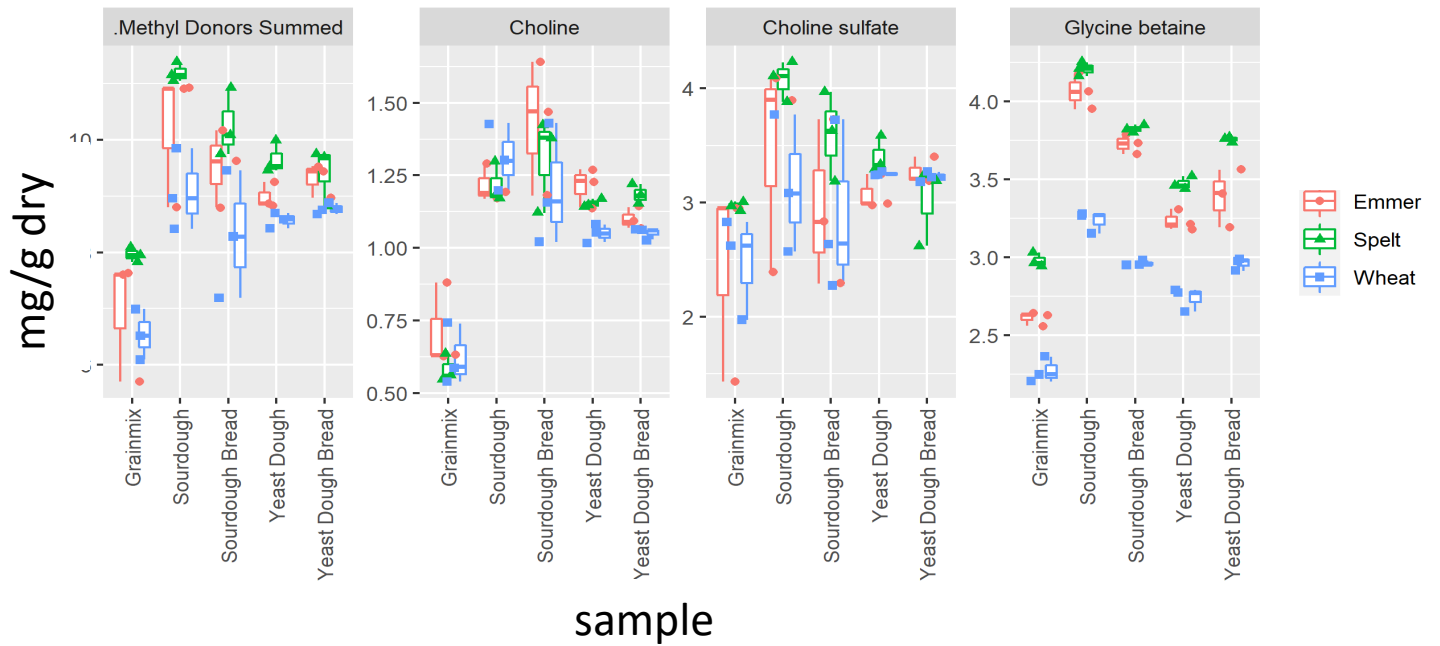 .Methyl Donors Summed
Choline
Choline sulfate
Glycine betaine
mg/g dry
10
1.50
1.25
1.00
0.75
0.50
4
3
2
4.0
3.5
3.0
2.5
Grainmix
Sourdough
Sourdough Bread
Yeast Dough
Yeast Dough Bread
Grainmix
Sourdough
Sourdough Bread
Yeast Dough
Yeast Dough Bread
Grainmix
Sourdough
Sourdough Bread
Yeast Dough
Yeast Dough Bread
Grainmix
Sourdough
Sourdough Bread
Yeast Dough
Yeast Dough Bread
sample
Emmer
Spelt
Wheat